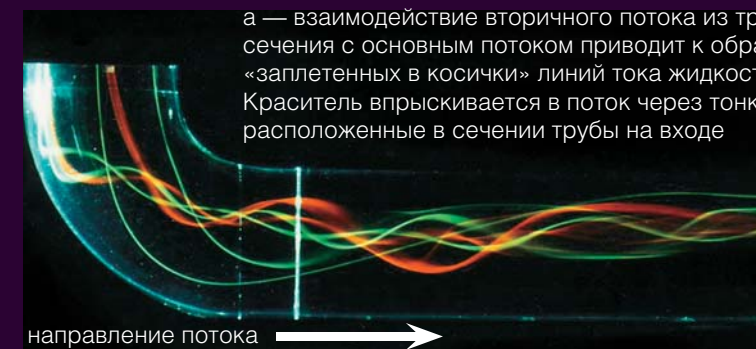 а — взаимодействие вторичного потока из
сечения с основным потоком приводит к
«заплетенных в косички» линий тока
Краситель впрыскивается в поток через
расположенные в сечении трубы на входе
направление потока